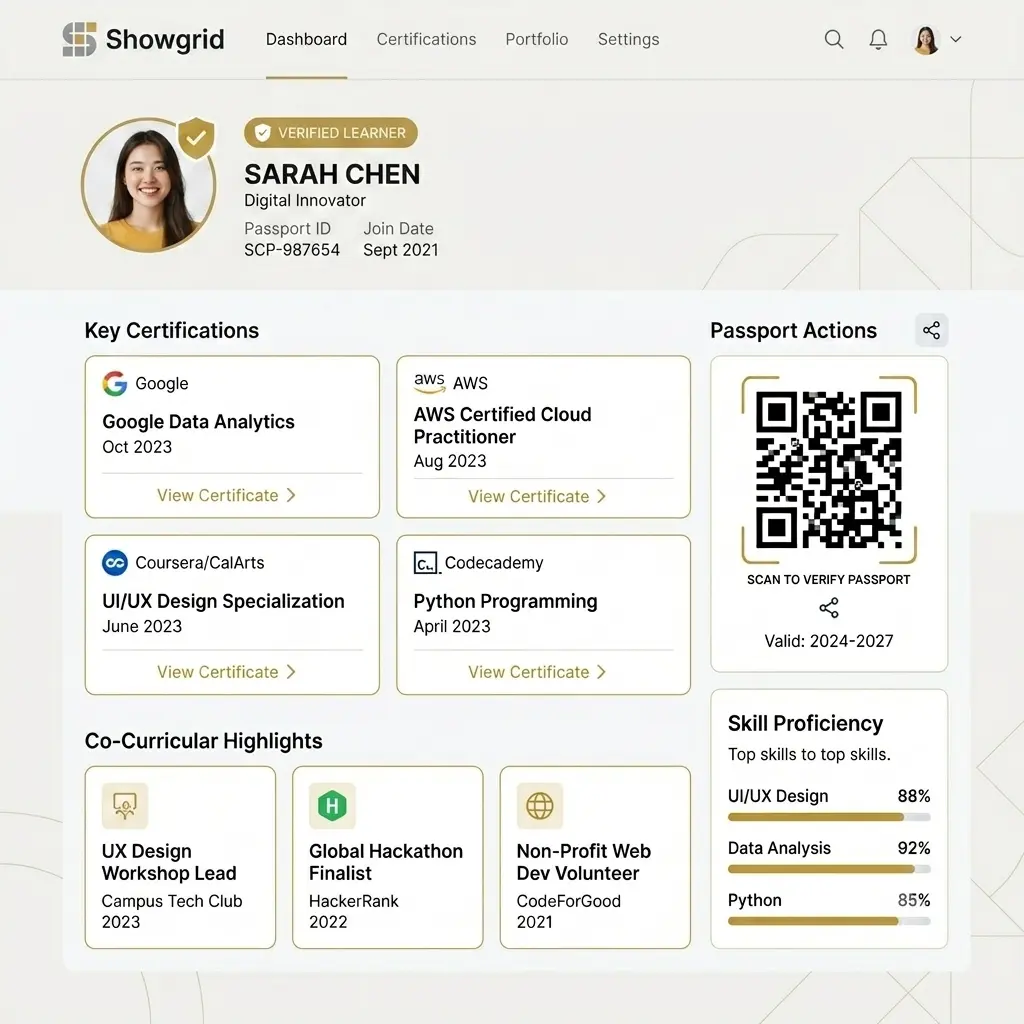 Showgrid
Dashboard
Certifications
Portfolio
Settings
VERIFIED LEARNER
SARAH CHEN
Digital Innovator
Passport ID
Join Date
SCP-987654
Sept 2021
Key Certifications
Google
Google Data Analytics
Oct 2023
View Certificate
aws AWS
AWS Certified Cloud
Practitioner
Aug 2023
View Certificate
Coursera/CalArts
UI/UX Design Specialization
June 2023
View Certificate
Codecademy
Python Programming
April 2023
View Certificate
Passport Actions
SCAN TO VERIFY PASSPORT
Valid: 2024-2027
Co-Curricular Highlights
UX Design
Workshop Lead
Campus Tech Club
2023
H
Global Hackathon
Finalist
HackerRank
2022
Non-Profit Web
Dev Volunteer
CodeForGood
2021
Skill Proficiency
Top skills to top skills.
UI/UX Design 88%
Data Analysis 92%
Python 85%